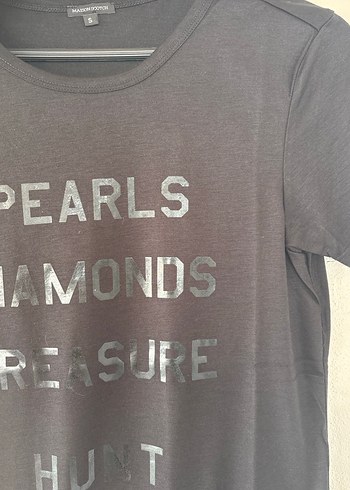 MAISON SCOTCH
S
PEARLS
IAMONDS
REASURE
HUNT